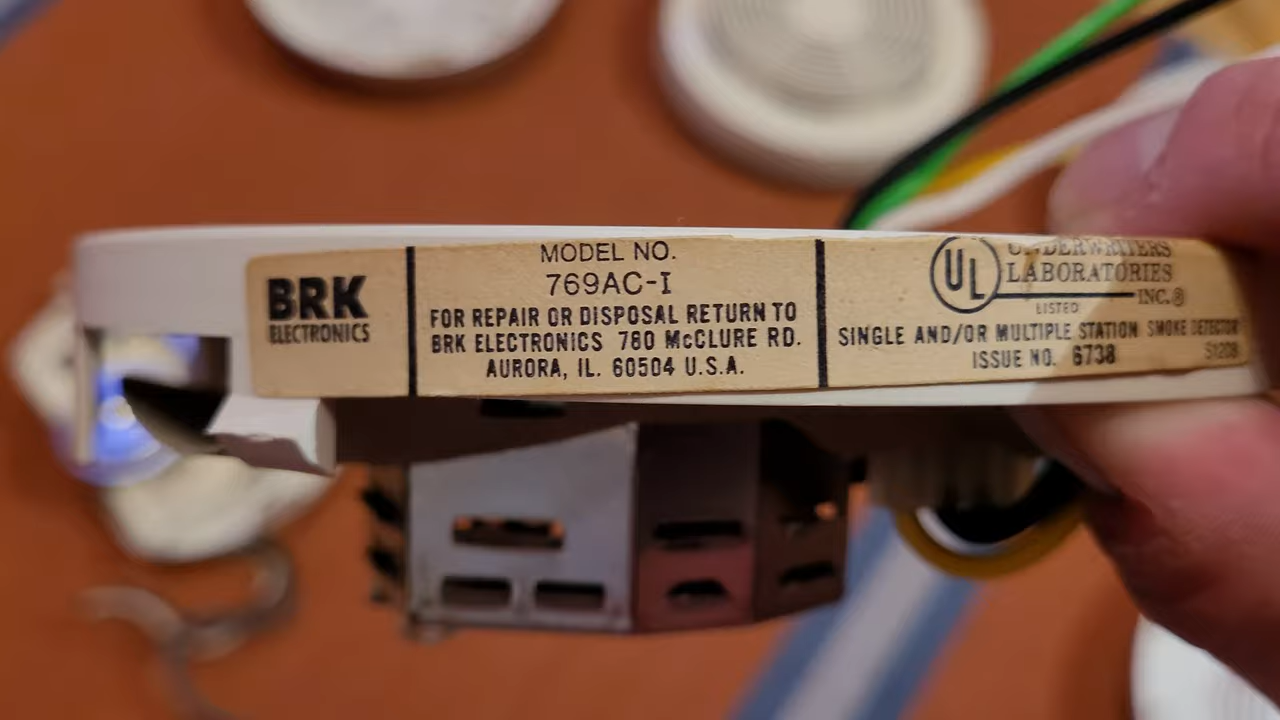 BRK
ELECTRONICS
MODEL NO.
769AC-I
FOR REPAIR OR DISPOSAL RETURN TO
BRK ELECTRONICS 780 McCLURE RD.
AURORA, IL. 60504 U.S.A.
UL
UNDERWRITERS
LABORATORIES
INC.®
LISTED
SINGLE AND/OR MULTIPLE STATION SMOKE DETECTOR
ISSUE NO. 6738